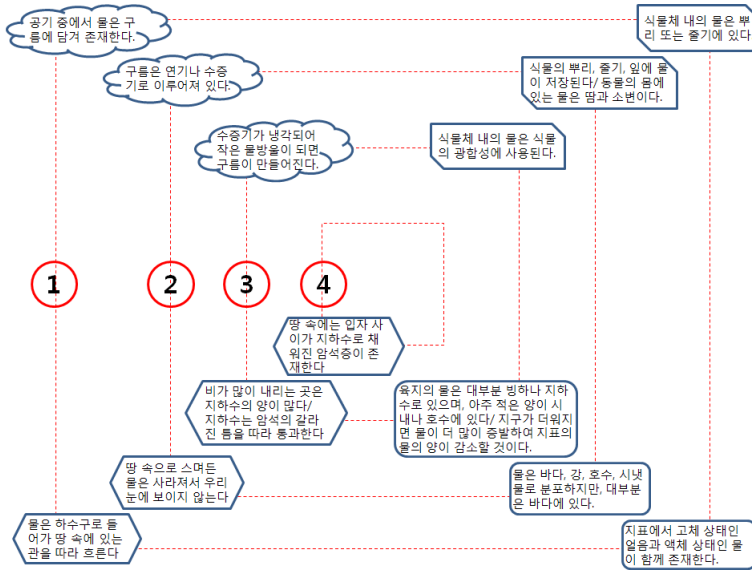 공기 중에서 물은 구
름에 담겨 존재한다.
식물체 내의 물은 뿌
리 또는 줄기에 있다
구름은 연기나 수증
기로 이루어져 있다.
식물의 뿌리, 줄기, 잎에 물
이 저장된다/ 동물의 몸에
있는 물은 땀과 소변이다.
수증기가 냉각되어
작은 물방울이 되면
구름이 만들어진다.
식물체 내의 물은 식물
의 광합성에 사용된다.
1
2
3
4
땅 속에는 입자 사
이가 지하수로 채
워진 암석층이 존
재한다
비가 많이 내리는 곳은
지하수의 양이 많다/
지하수는 암석의 갈라
진 틈을 따라 통과한다
육지의 물은 대부분 빙하나 지하
수로 있으며, 아주 적은 양이 시
내나 호수에 있다/ 지구가 더워지
면 물이 더 많이 증발하여 지표의
물의 양이 감소할 것이다.
땅 속으로 스며든
물은 사라져서 우리
눈에 보이지 않는다
물은 바다, 강, 호수, 시냇
물로 분포하지만, 대부분
은 바다에 있다.
물은 하수구로 들
어가 땅 속에 있는
관을 따라 흐른다
지표에서 고체 상태인
얼음과 액체 상태인 물
이 함께 존재한다.